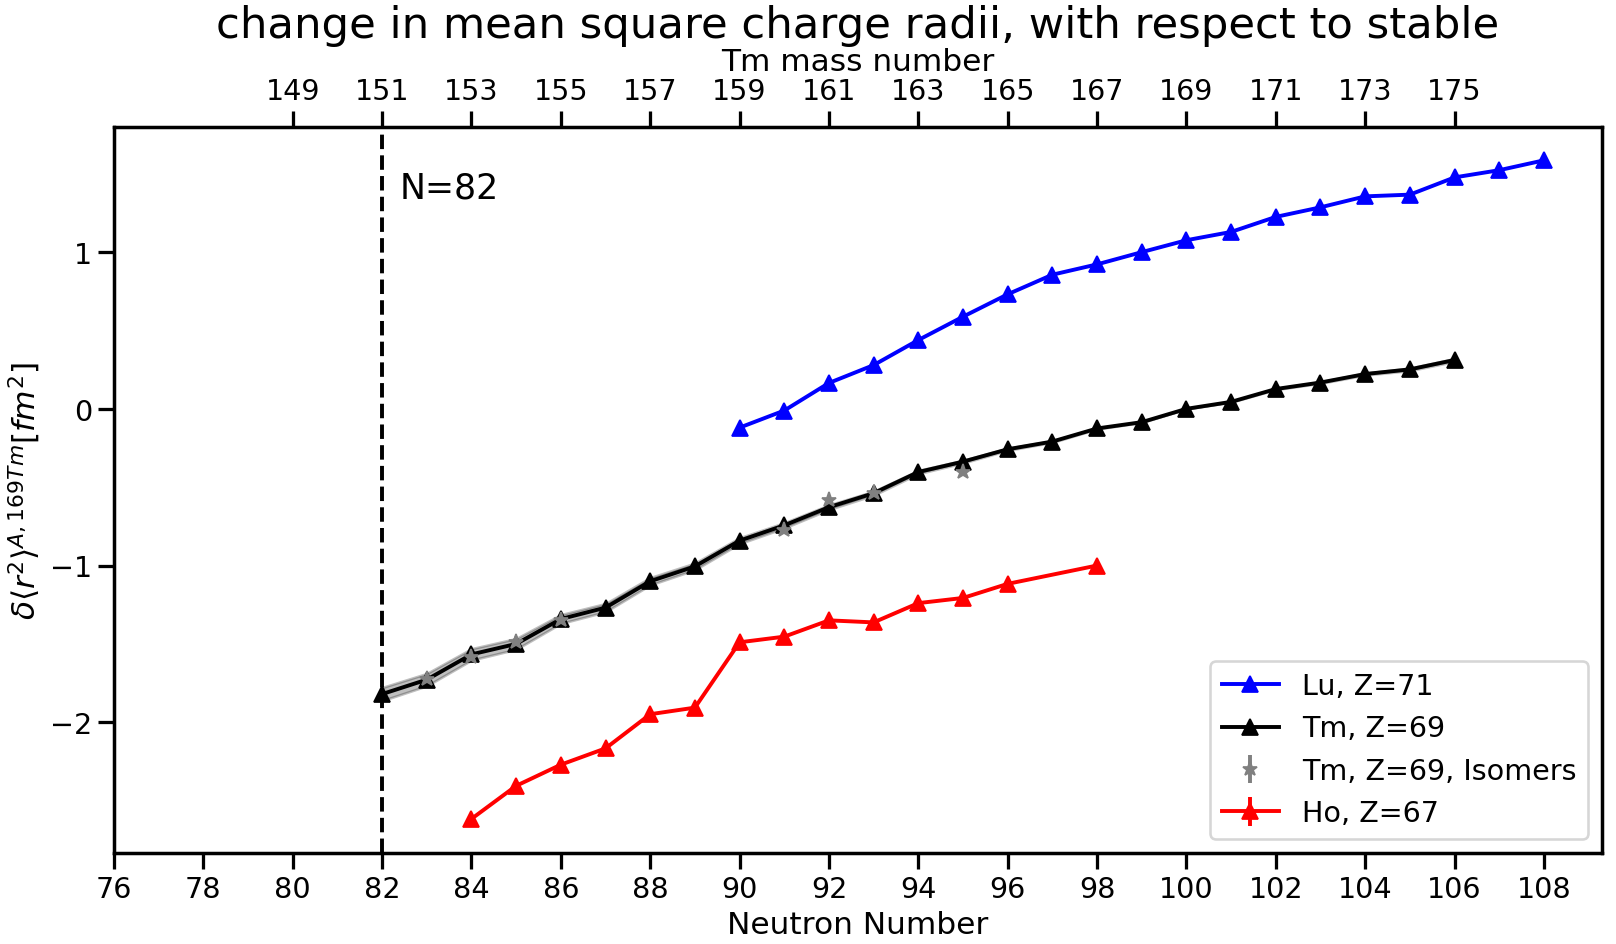 change in mean square charge radii, with respect to stable
Tm mass number
149 151 153 155 157 159 161 163 165 167 169 171 173 175
N=82
1
0
−1
−2
δ⟨r²⟩ᴬ,¹⁶⁹ᵀᵐ[fm²]
Lu, Z=71
Tm, Z=69
Tm, Z=69, Isomers
Ho, Z=67
76 78 80 82 84 86 88 90 92 94 96 98 100 102 104 106 108
Neutron Number